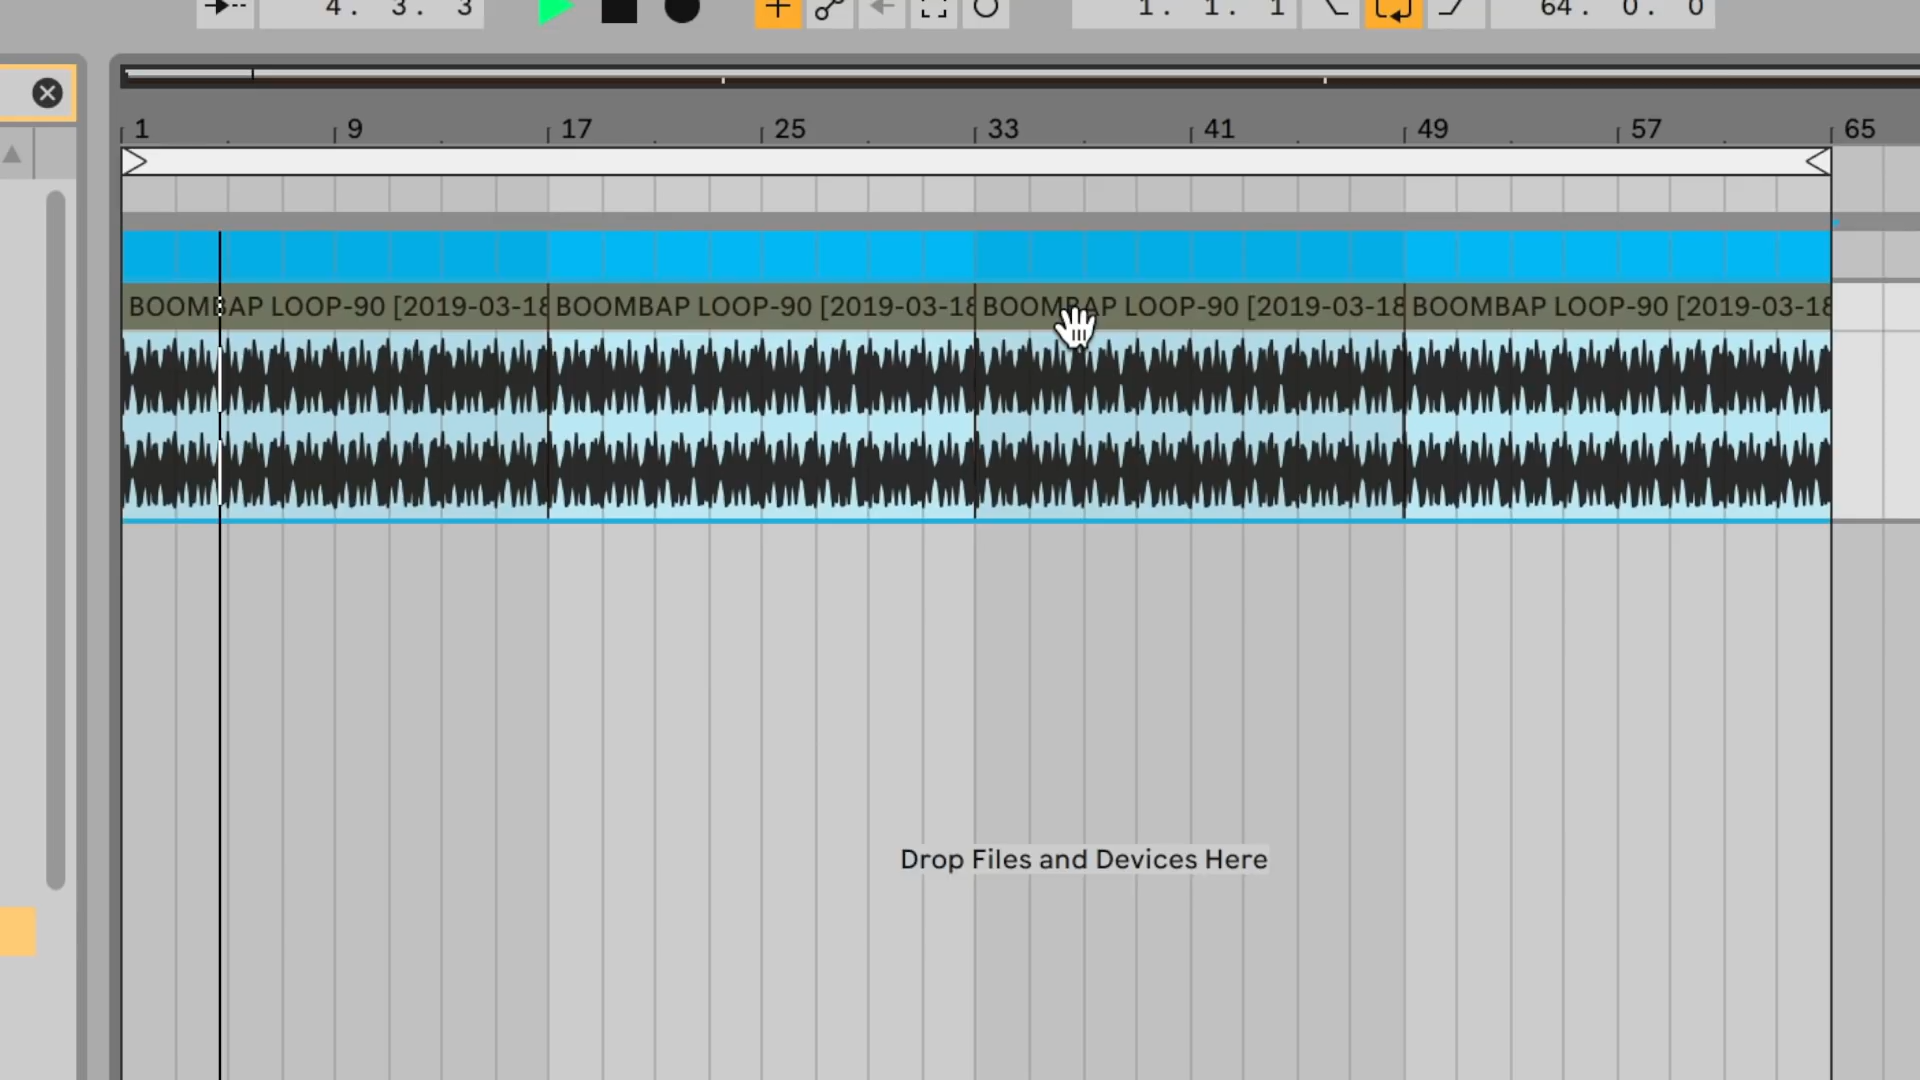 4. 3. 3 1. 1. 1 64. 0. 0
1 9 17 25 33 41 49 57 65
BOOMBAP LOOP-90 [2019-03-18 BOOMBAP LOOP-90 [2019-03-18 BOOMBAP LOOP-90 [2019-03-18 BOOMBAP LOOP-90 [2019-03-18
Drop Files and Devices Here